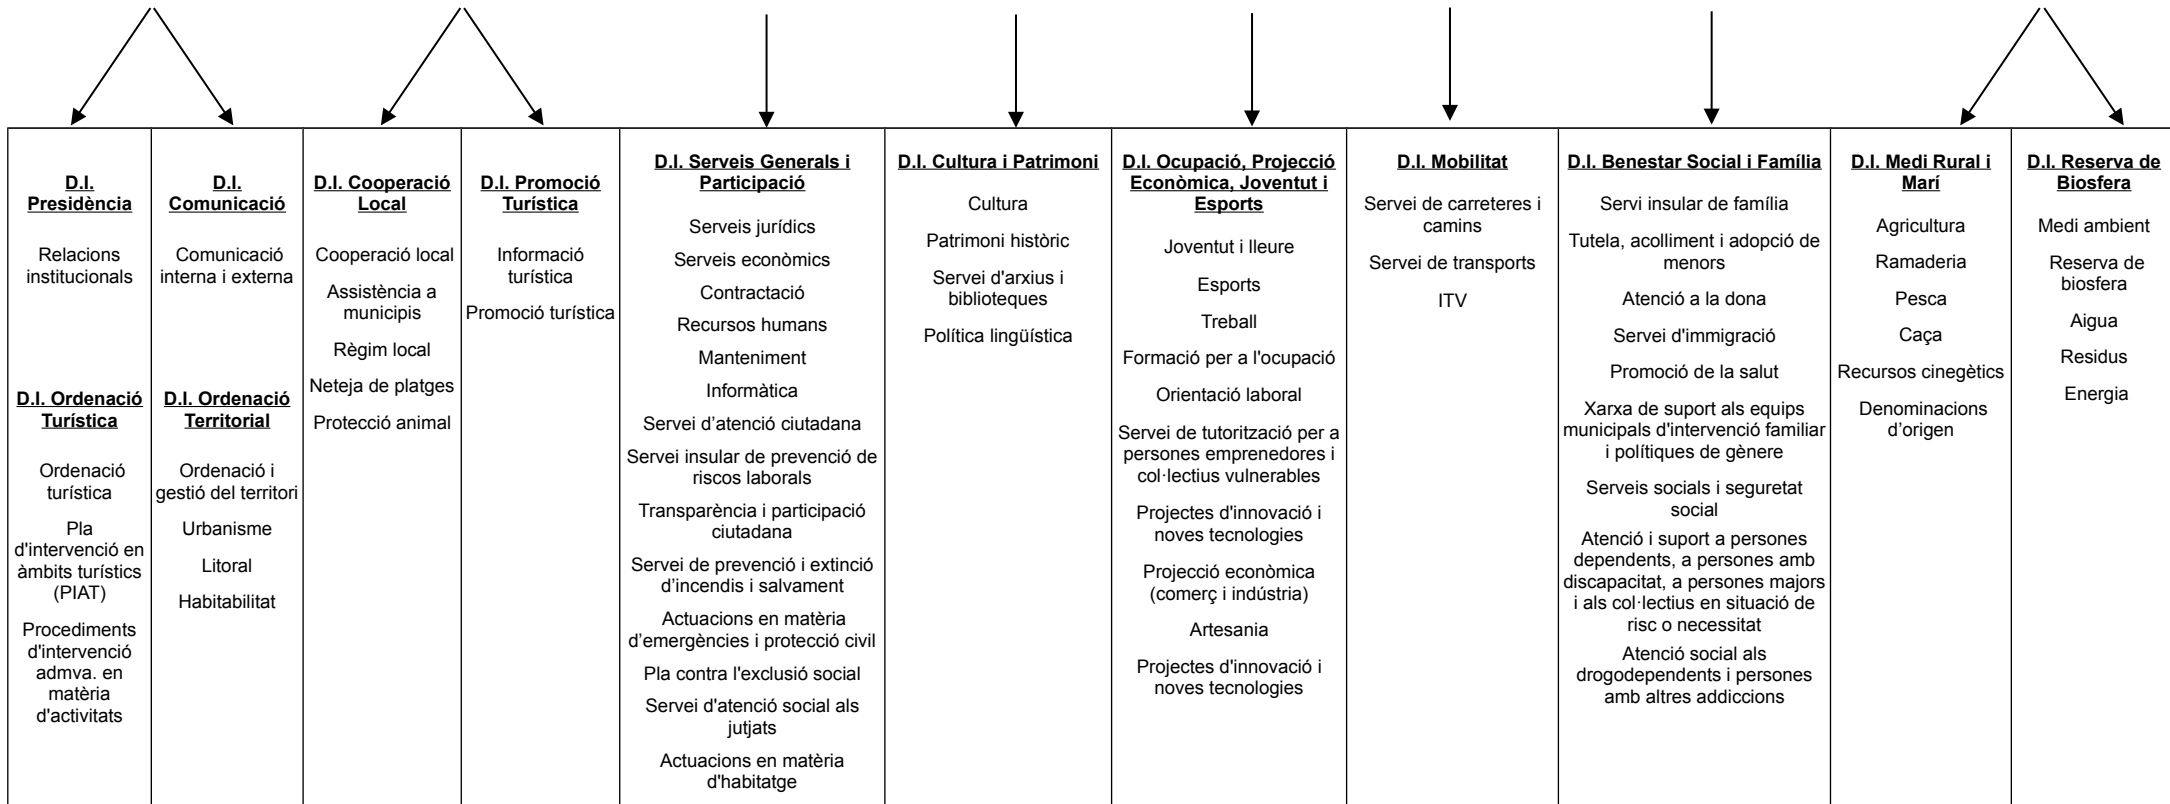 D.I.
Presidència
Relacions
institucionals
D.I. Ordenació
Turística
Ordenació
turística
Pla
d'intervenció en
àmbits turístics
(PIAT)
Procediments
d'intervenció
admva. en
matèria
d'activitats
D.I.
Comunicació
Comunicació
interna i externa
D.I. Ordenació
Territorial
Ordenació i
gestió del territori
Urbanisme
Litoral
Habitabilitat
D.I. Cooperació
Local
Cooperació local
Assistència a
municipis
Règim local
Neteja de platges
Protecció animal
D.I. Promoció
Turística
Informació
turística
Promoció turística
D.I. Serveis Generals i
Participació
Serveis jurídics
Serveis econòmics
Contractació
Recursos humans
Manteniment
Informàtica
Servei d’atenció ciutadana
Servei insular de prevenció de
riscos laborals
Transparència i participació
ciutadana
Servei de prevenció i extinció
d’incendis i salvament
Actuacions en matèria
d’emergències i protecció civil
Pla contra l'exclusió social
Servei d'atenció social als
jutjats
Actuacions en matèria
d'habitatge
D.I. Cultura i Patrimoni
Cultura
Patrimoni històric
Servei d'arxius i
biblioteques
Política lingüística
D.I. Ocupació, Projecció
Econòmica, Joventut i
Esports
Joventut i lleure
Esports
Treball
Formació per a l'ocupació
Orientació laboral
Servei de tutorització per a
persones emprenedores i
col·lectius vulnerables
Projectes d'innovació i
noves tecnologies
Projecció econòmica
(comerç i indústria)
Artesania
Projectes d'innovació i
noves tecnologies
D.I. Mobilitat
Servei de carreteres i
camins
Servei de transports
ITV
D.I. Benestar Social i Família
Servi insular de família
Tutela, acolliment i adopció de
menors
Atenció a la dona
Servei d'immigració
Promoció de la salut
Xarxa de suport als equips
municipals d'intervenció familiar
i polítiques de gènere
Serveis socials i seguretat
social
Atenció i suport a persones
dependents, a persones amb
discapacitat, a persones majors
i als col·lectius en situació de
risc o necessitat
Atenció social als
drogodependents i persones
amb altres addiccions
D.I. Medi Rural i
Marí
Agricultura
Ramaderia
Pesca
Caça
Recursos cinegètics
Denominacions
d’origen
D.I. Reserva de
Biosfera
Medi ambient
Reserva de
biosfera
Aigua
Residus
Energia